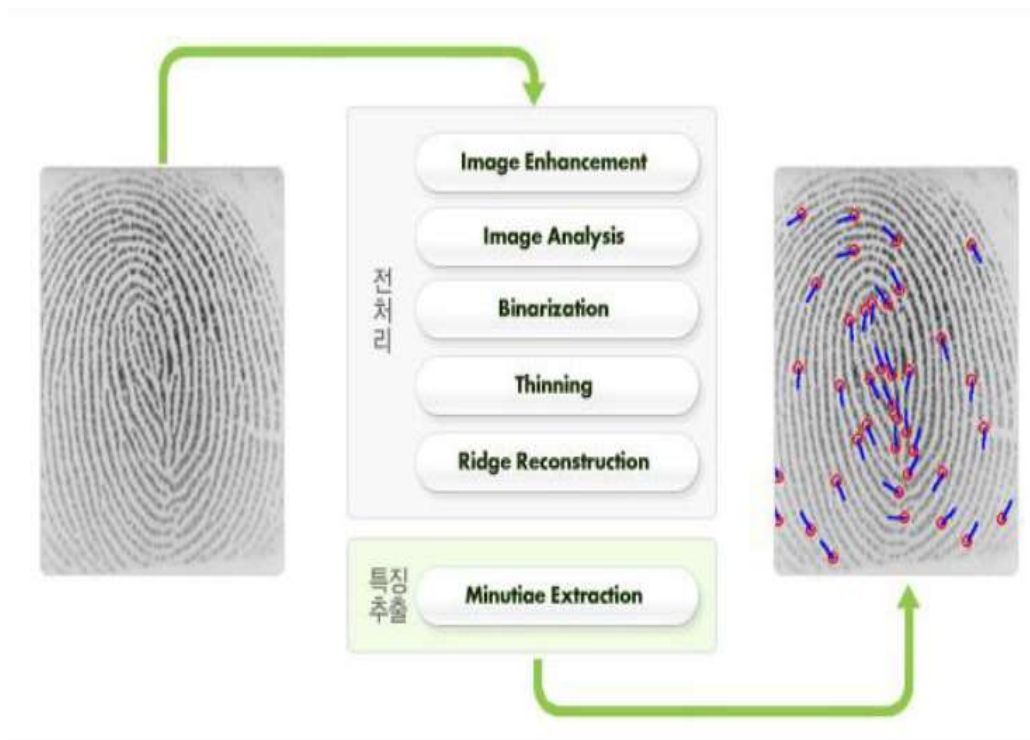 전처리
Image Enhancement
Image Analysis
Binarization
Thinning
Ridge Reconstruction
특징
추출
Minutiae Extraction